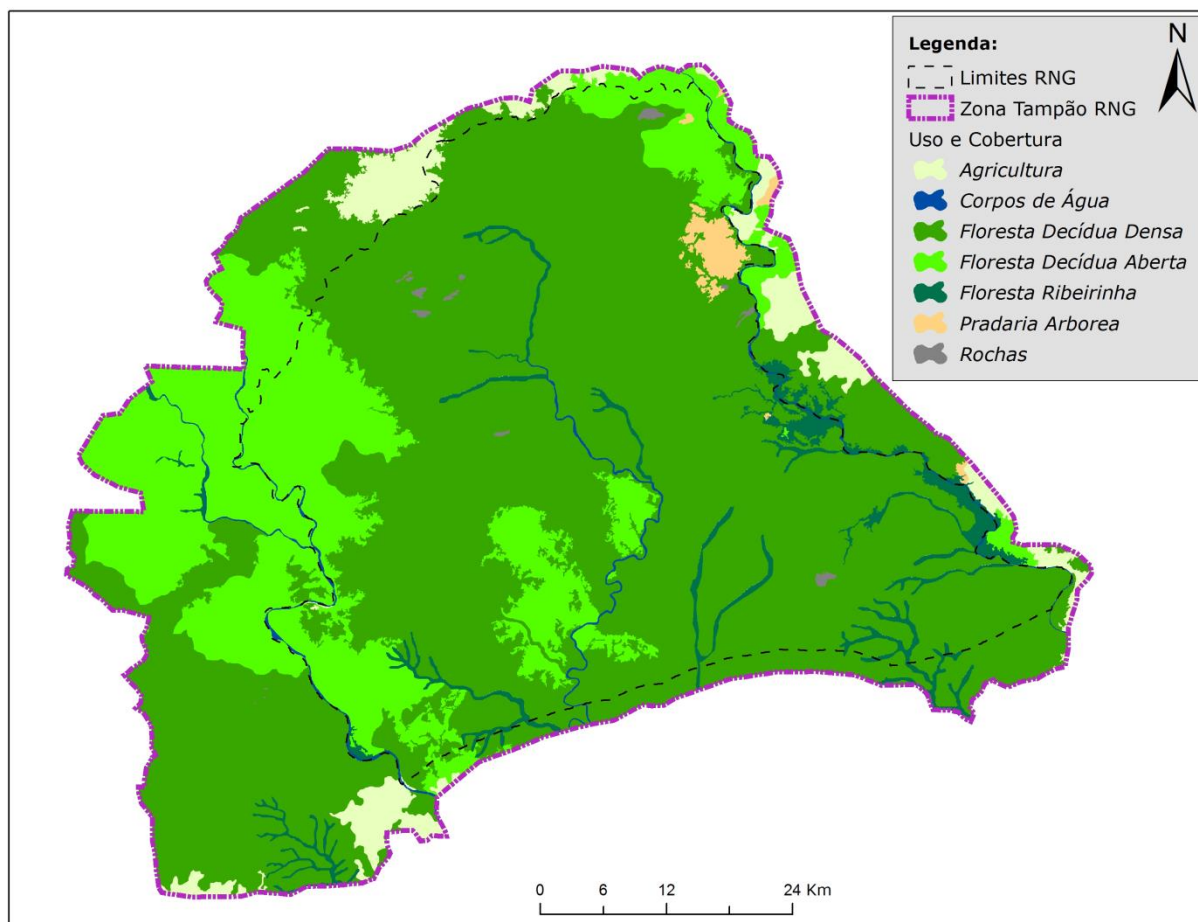 Legenda:
N
Limites RNG
Zona Tampão RNG
Uso e Cobertura
Agricultura
Corpos de Água
Floresta Decídua Densa
Floresta Decídua Aberta
Floresta Ribeirinha
Pradaria Arborea
Rochas
0 6 12 24 Km